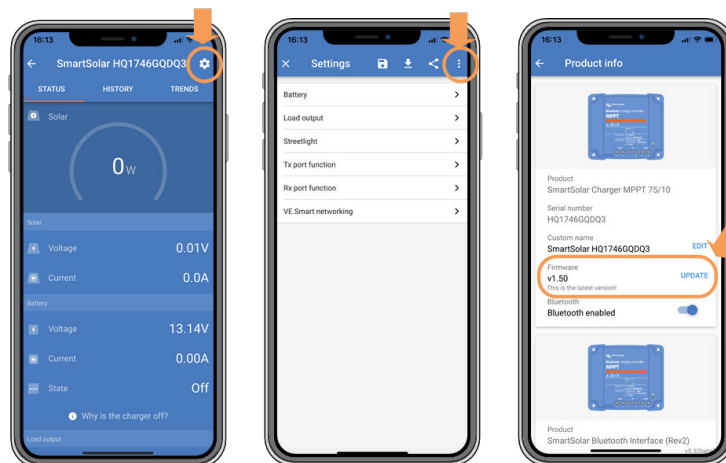 16:13
SmartSolar HQ1746GQDQ3
STATUS HISTORY TRENDS
Solar
0W
Solar
Voltage 0.01V
Current 0.0A
Battery
Voltage 13.14V
Current 0.00A
State Off
Why is the charger off?
Load output
16:13
Settings
Battery
Load output
Streetlight
Tx port function
Rx port function
VE.Smart networking
16:13
Product info
MPPT
Product
SmartSolar Charger MPPT 75/10
Serial number
HQ1746GQDQ3
Custom name
SmartSolar HQ1746GQDQ3 EDIT
Firmware
v1.50 UPDATE
This is the latest version!
Bluetooth
Bluetooth enabled
MPPT
Product
SmartSolar Bluetooth Interface (Rev2)